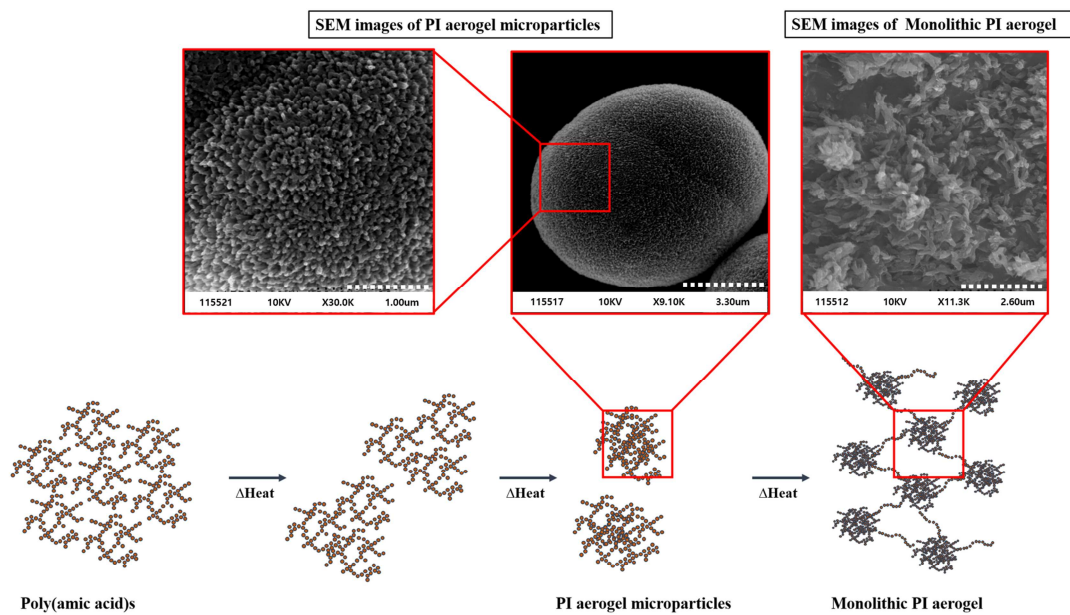 SEM images of PI aerogel microparticles
SEM images of Monolithic PI aerogel
115521 10KV X30.0K 1.00um
115517 10KV X9.10K 3.30um
115512 10KV X11.3K 2.60um
ΔHeat
ΔHeat
ΔHeat
Poly(amic acid)s
PI aerogel microparticles
Monolithic PI aerogel